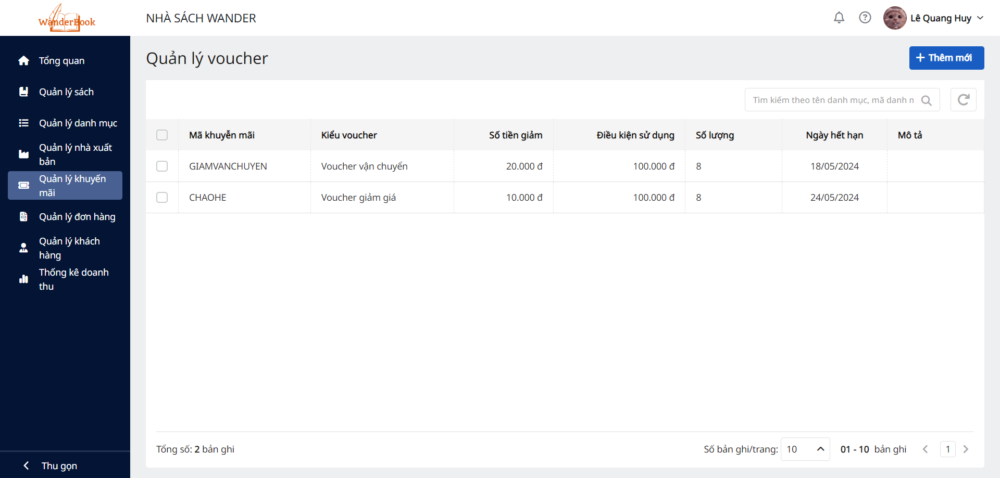 WanderBook
NHÀ SÁCH WANDER
Lê Quang Huy
Tổng quan
Quản lý sách
Quản lý danh mục
Quản lý nhà xuất
bản
Quản lý khuyến
mãi
Quản lý đơn hàng
Quản lý khách
hàng
Thống kê doanh
thu
Thu gọn
Quản lý voucher
Thêm mới
Tìm kiếm theo tên danh mục, mã danh n
Mã khuyễn mãi Kiểu voucher Số tiền giảm Điều kiện sử dụng Số lượng Ngày hết hạn Mô tả
GIAMVANCHUYEN Voucher vận chuyển 20.000 đ 100.000 đ 8 18/05/2024
CHAOHE Voucher giảm giá 10.000 đ 100.000 đ 8 24/05/2024
Tổng số: 2 bản ghi
Số bản ghi/trang: 10 01 - 10 bản ghi 1